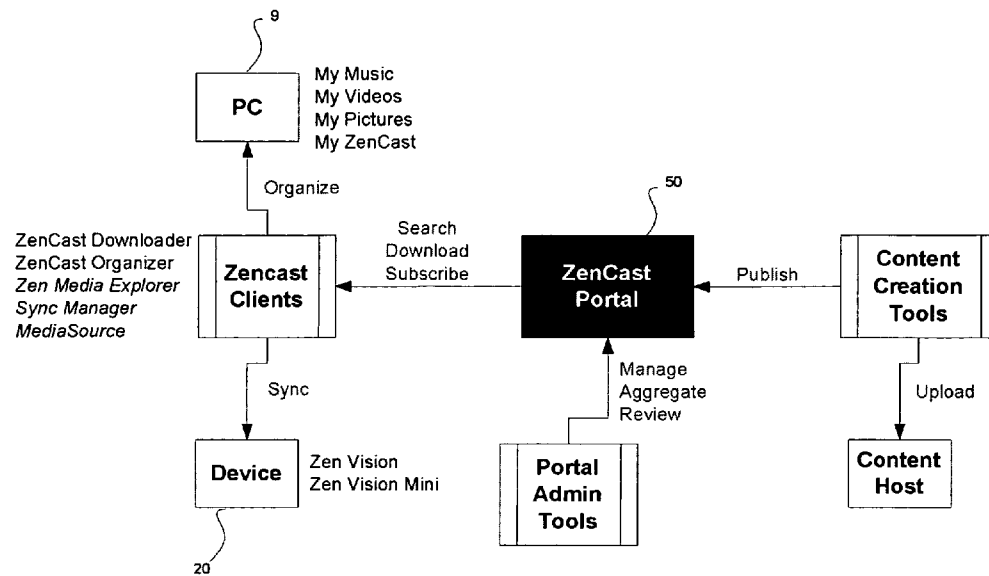 9
PC
My Music
My Videos
My Pictures
My ZenCast
Organize
50
ZenCast Downloader
ZenCast Organizer
Zen Media Explorer
Sync Manager
MediaSource
Zencast
Clients
Search
Download
Subscribe
ZenCast
Portal
Publish
Content
Creation
Tools
Sync
Manage
Aggregate
Review
Upload
Device
Zen Vision
Zen Vision Mini
Portal
Admin
Tools
Content
Host
20